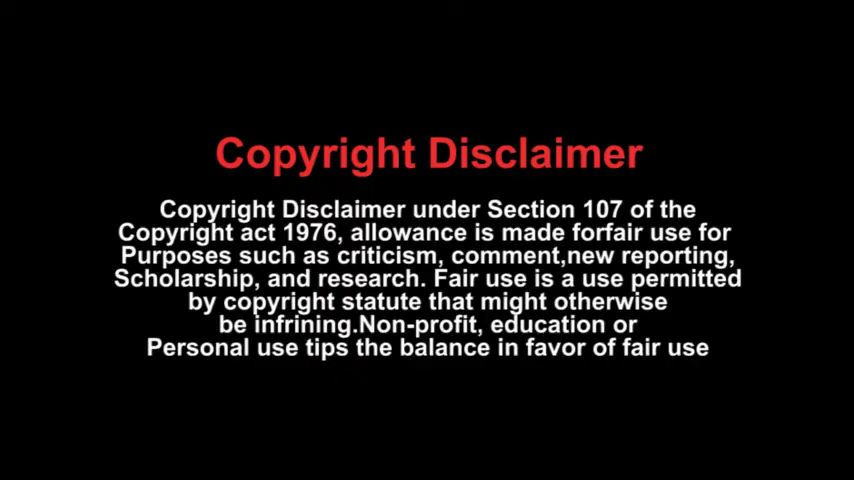 Copyright Disclaimer
Copyright Disclaimer under Section 107 of the
Copyright act 1976, allowance is made forfair use for
Purposes such as criticism, comment,new reporting,
Scholarship, and research. Fair use is a use permitted
by copyright statute that might otherwise
be infrining.Non-profit, education or
Personal use tips the balance in favor of fair use